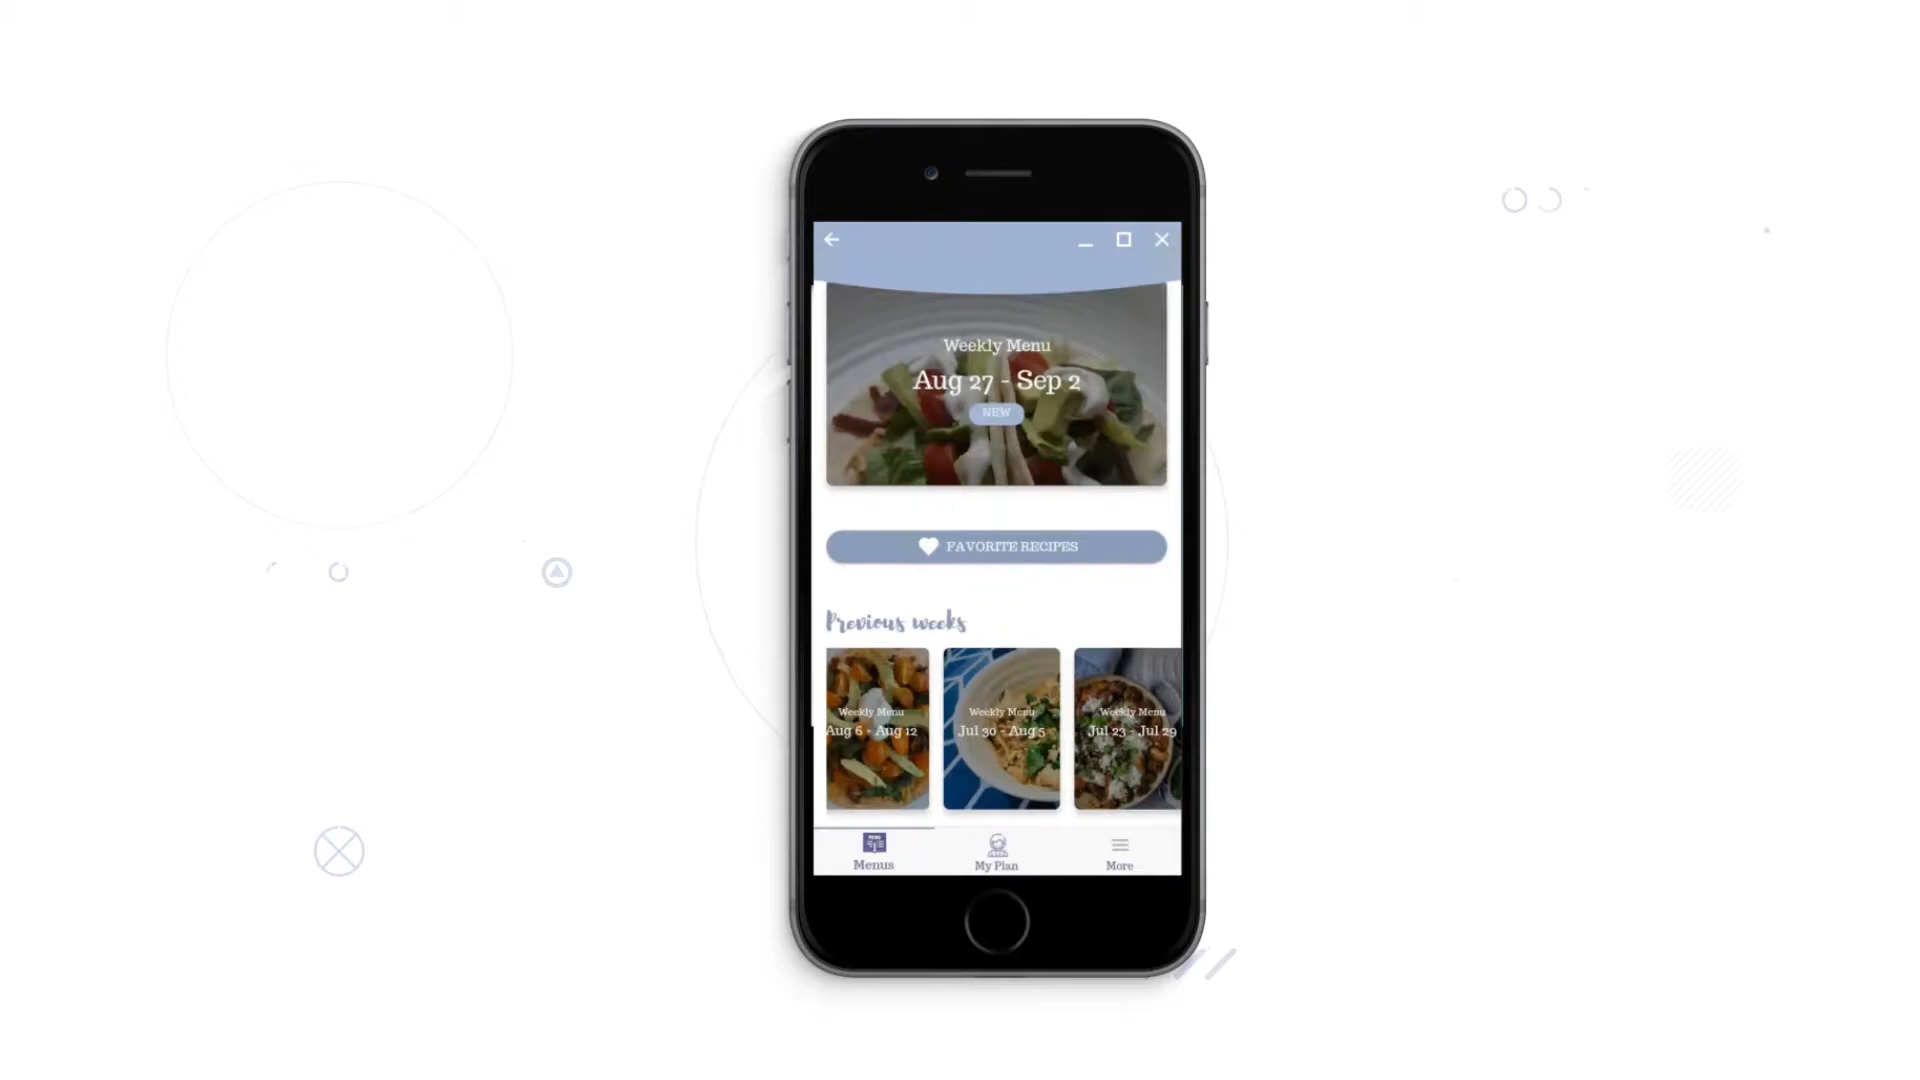 Weekly Menu
Aug 27 - Sep 2
NEW
FAVORITE RECIPES
Previous weeks
Weekly Menu
Aug 6 - Aug 12
Weekly Menu
Jul 30 - Aug 5
Weekly Menu
Jul 23 - Jul 29
MENU
Menus
My Plan
More